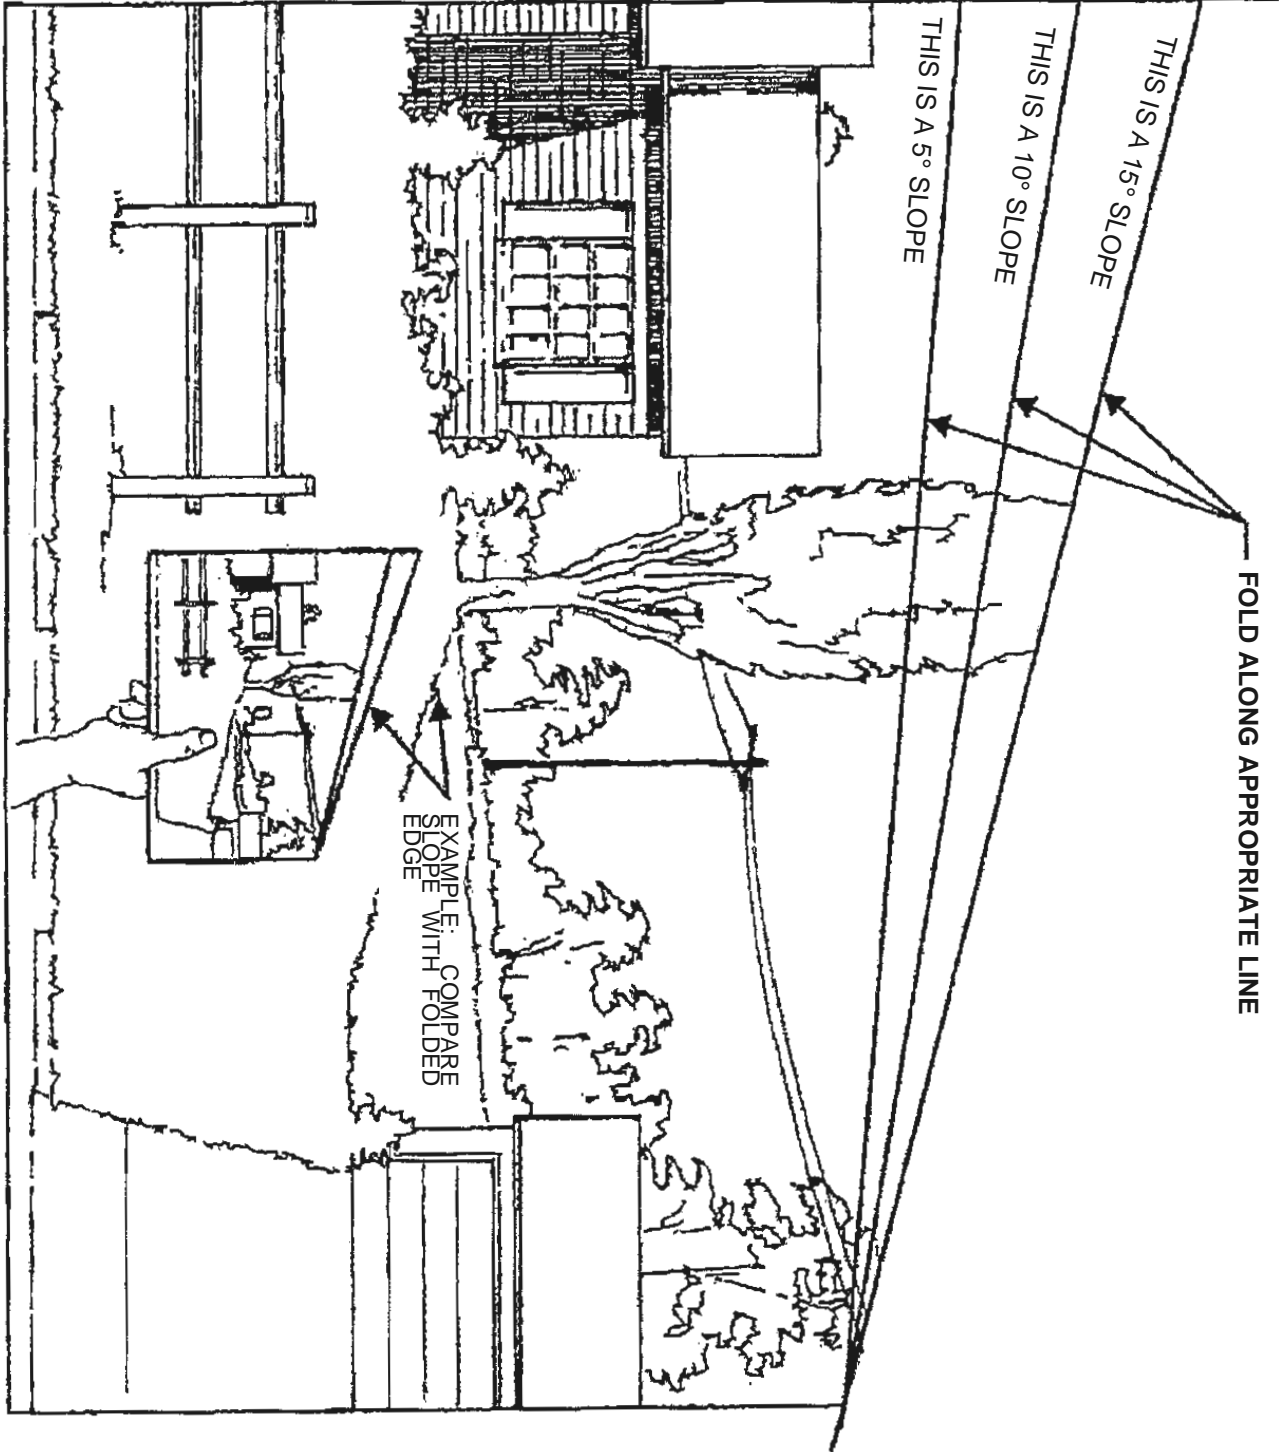 FOLD ALONG APPROPRIATE LINE
THIS IS A 15° SLOPE
THIS IS A 10° SLOPE
THIS IS A 5° SLOPE
EXAMPLE: COMPARE
SLOPE WITH FOLDED
EDGE